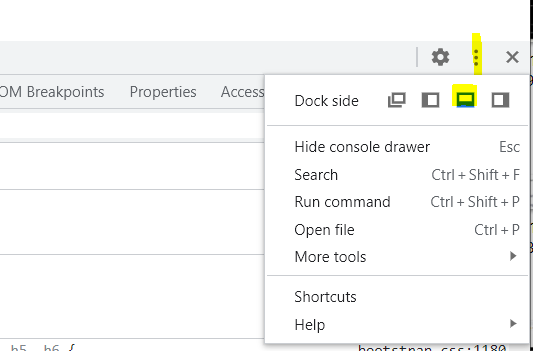 OM Breakpoints Properties Access
Dock side
Hide console drawer Esc
Search Ctrl + Shift + F
Run command Ctrl + Shift + P
Open file Ctrl + P
More tools
Shortcuts
Help
h5, h6 { bootstrap.css:1180